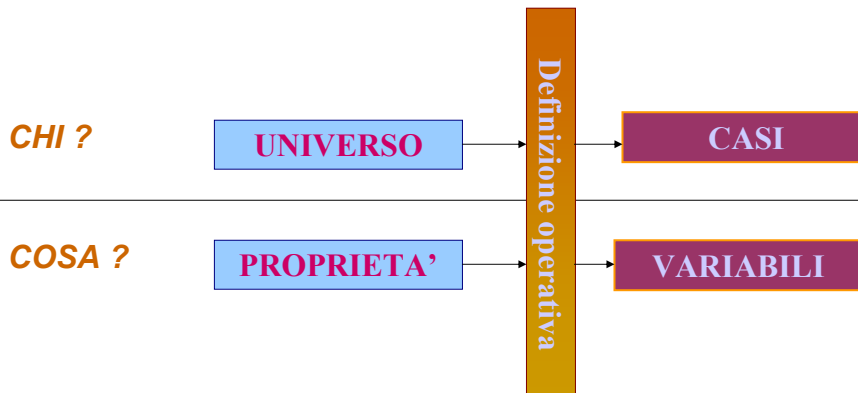 CHI ?
UNIVERSO
Definizione operativa
CASI
COSA ?
PROPRIETA’
VARIABILI